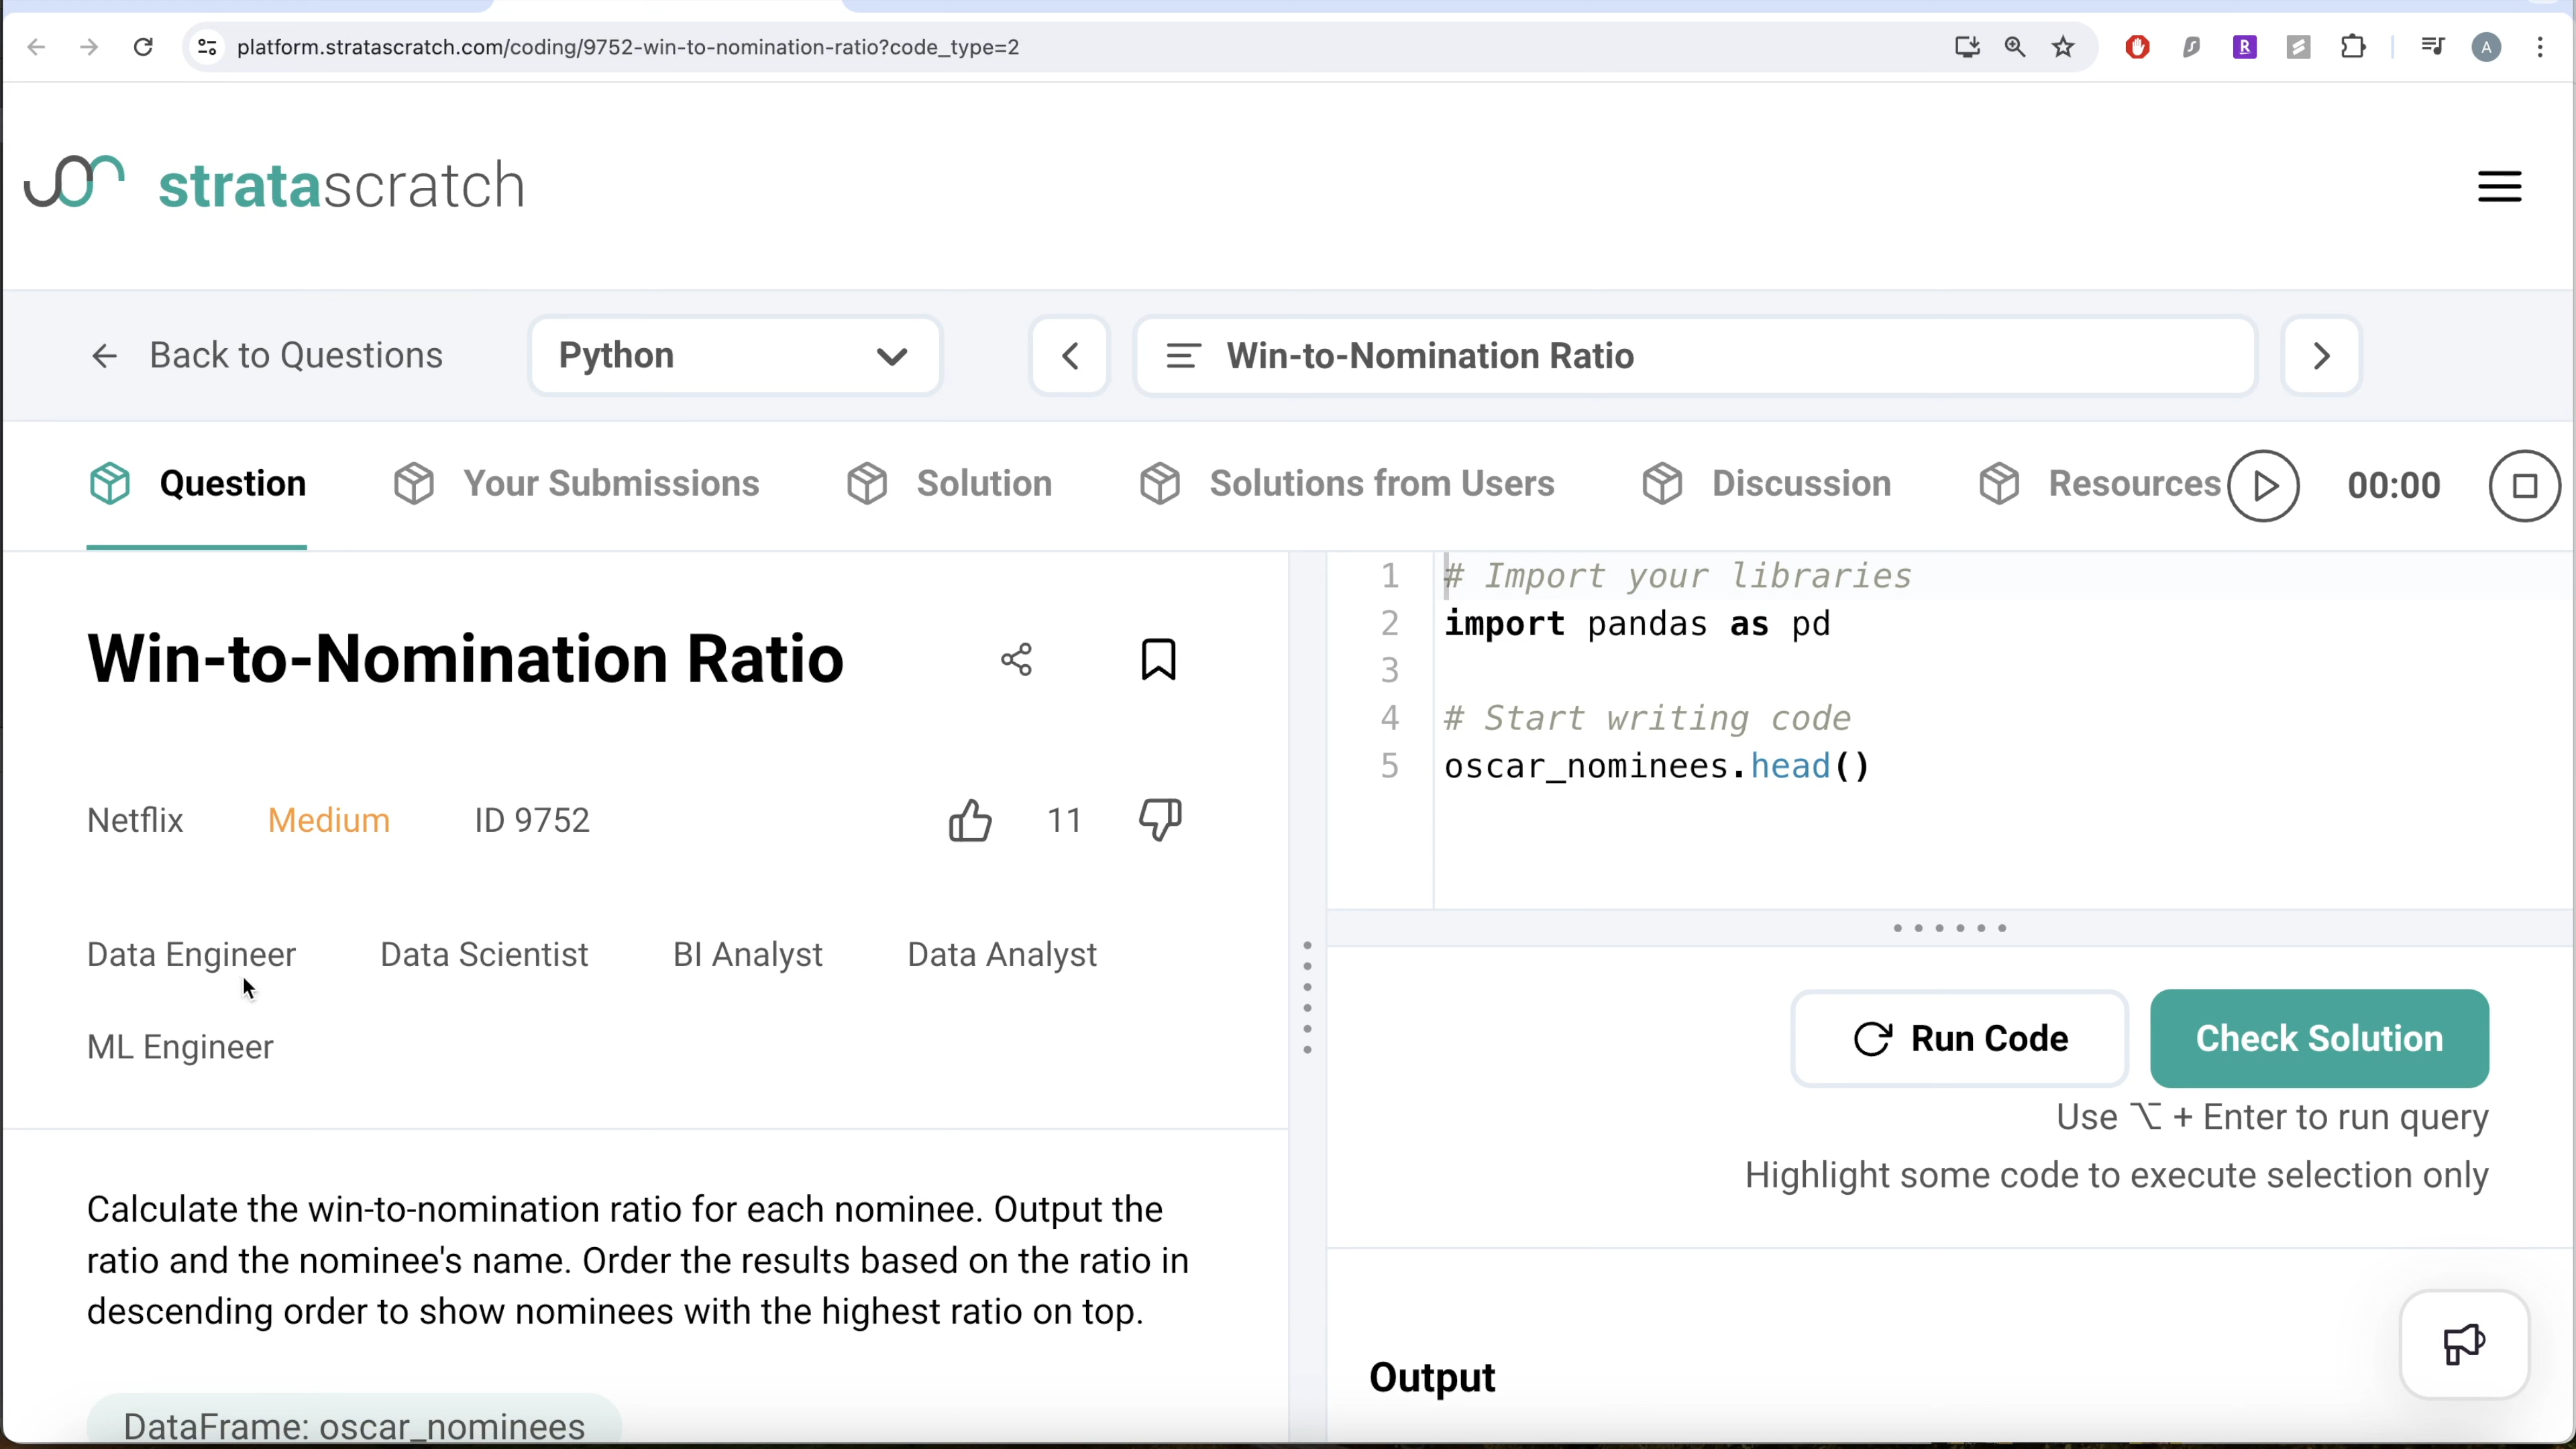 platform.stratascratch.com/coding/9752-win-to-nomination-ratio?code_type=2
R
A
stratascratch
Back to Questions
Python
Win-to-Nomination Ratio
Question
Your Submissions
Solution
Solutions from Users
Discussion
Resources
00:00
Win-to-Nomination Ratio
Netflix
Medium
ID 9752
11
Data Engineer
Data Scientist
BI Analyst
Data Analyst
ML Engineer
Calculate the win-to-nomination ratio for each nominee. Output the
ratio and the nominee's name. Order the results based on the ratio in
descending order to show nominees with the highest ratio on top.
DataFrame: oscar_nominees
1 # Import your libraries
2 import pandas as pd
3
4 # Start writing code
5 oscar_nominees.head()
Run Code
Check Solution
Use ⌥ + Enter to run query
Highlight some code to execute selection only
Output